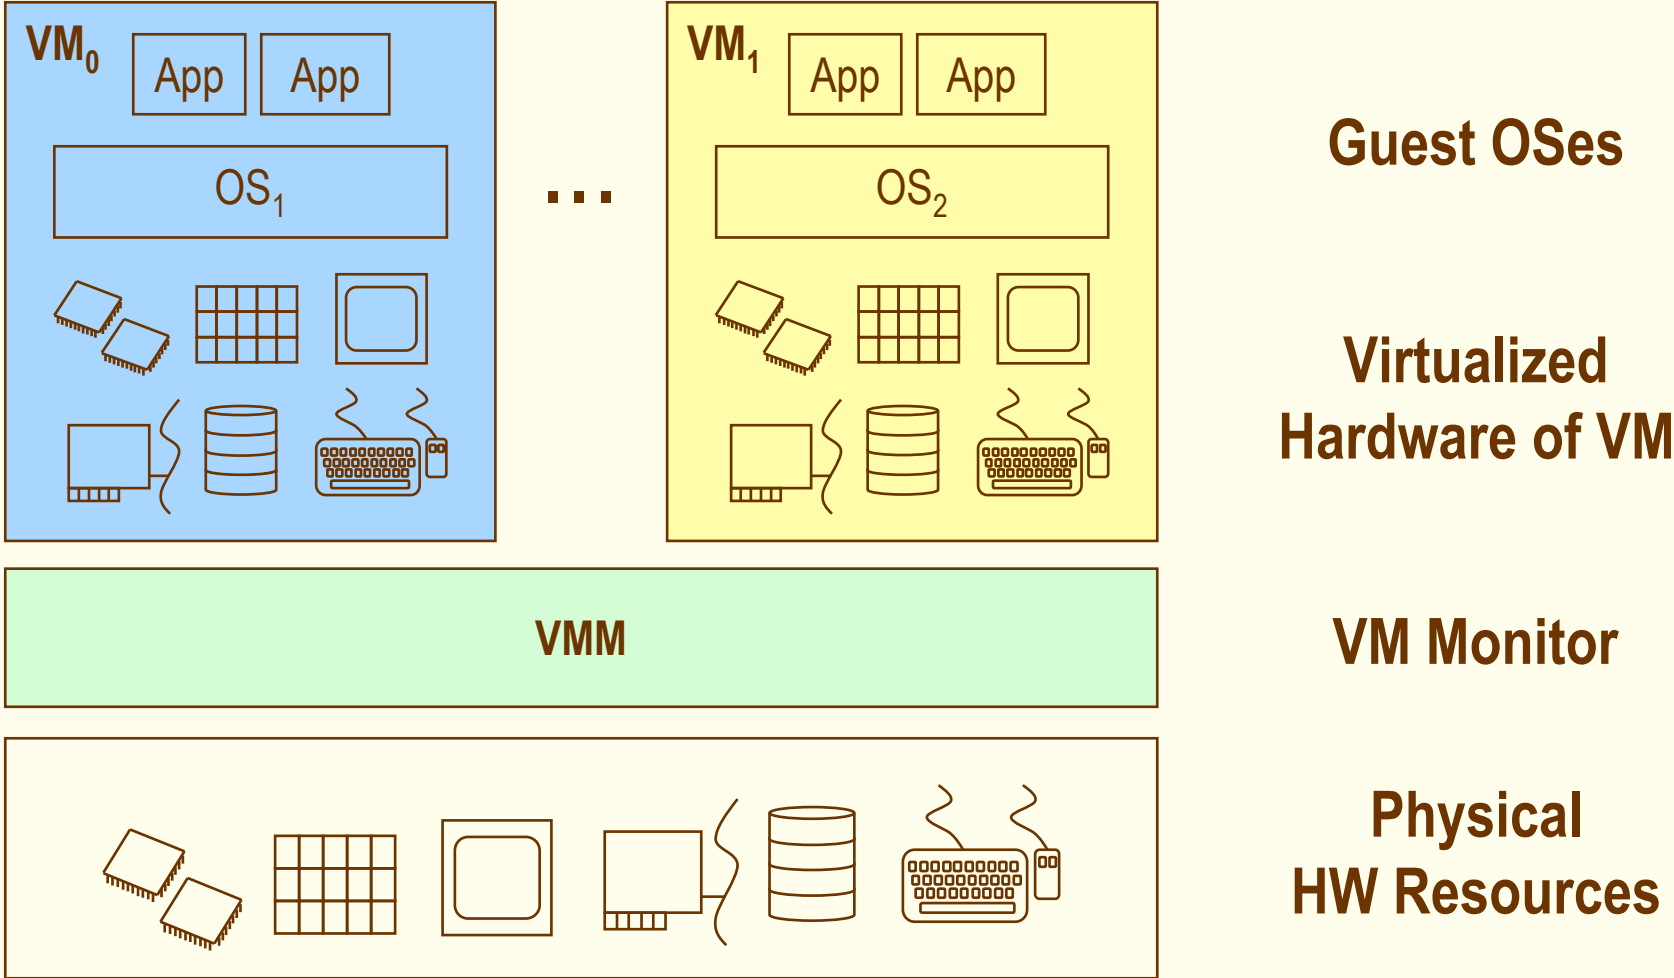 VM₀
App App
OS₁
...
VM₁
App App
OS₂
Guest OSes
Virtualized
Hardware of VM
VMM
VM Monitor
Physical
HW Resources